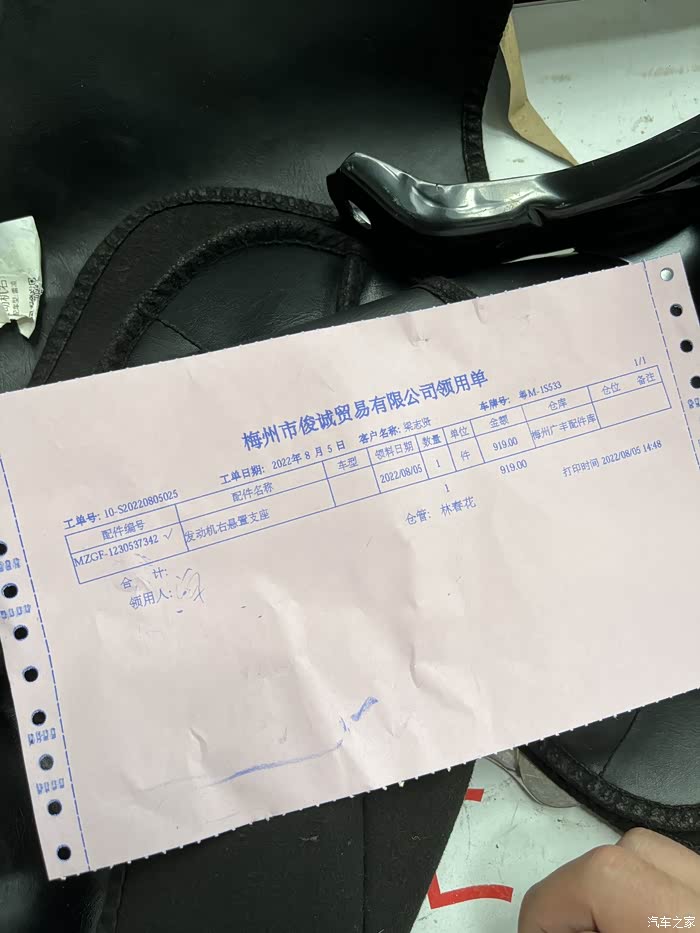 梅州市俊诚贸易有限公司领用单
1/1
工单号: 10-S20220805025 工单日期: 2022年 8 月 5 日 客户名称: 梁志贤 车牌号: 粤M-1S533
配件编号 配件名称 车型 领料日期 数量 单位 金额 仓库 仓位 备注
MZGF-1230537342 发动机右悬置支座 2022/08/05 1 件 919.00 梅州广丰配件库
合 计: 1 919.00
领用人: 仓管: 林春花 打印时间 2022/08/05 14:48
汽车之家